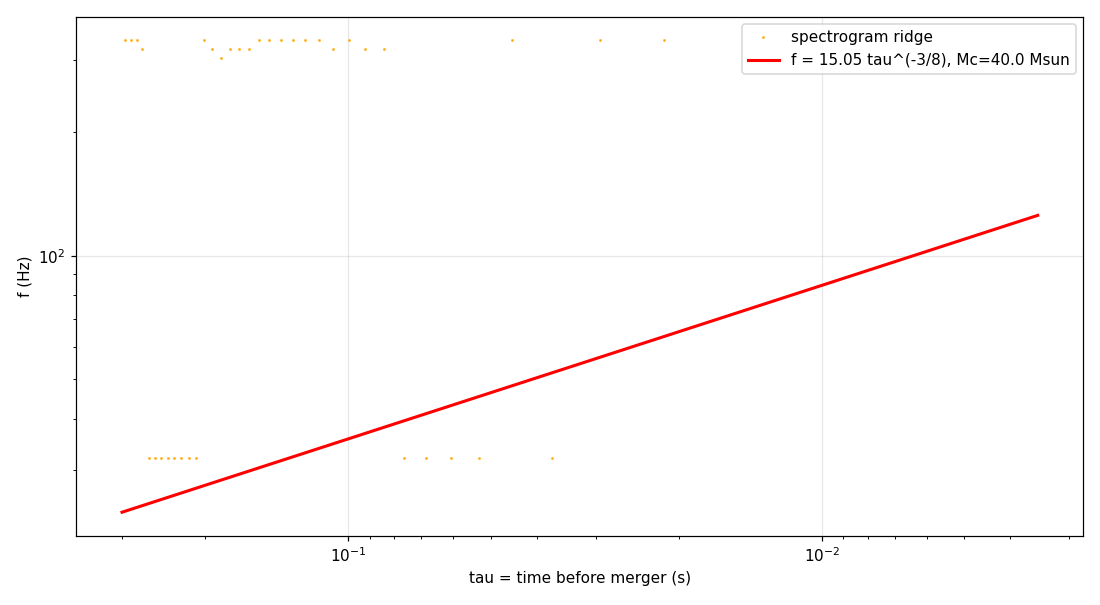 spectrogram ridge
f = 15.05 tau^(-3/8), Mc=40.0 Msun
f (Hz)
10²
10⁻¹
10⁻²
tau = time before merger (s)